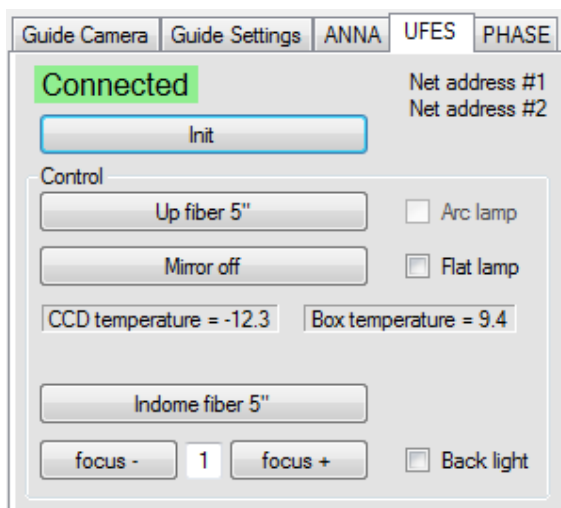 Guide Camera Guide Settings ANNA UFES PHASE
Connected Net address #1
Net address #2
Init
Control
Up fiber 5" Arc lamp
Mirror off Flat lamp
CCD temperature = -12.3 Box temperature = 9.4
Indome fiber 5"
focus - 1 focus + Back light